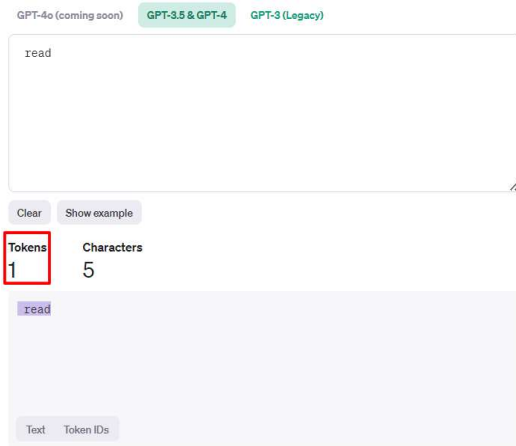 GPT-4o (coming soon) GPT-3.5 & GPT-4 GPT-3 (Legacy)
read
Clear Show example
Tokens Characters
1 5
read
Text Token IDs